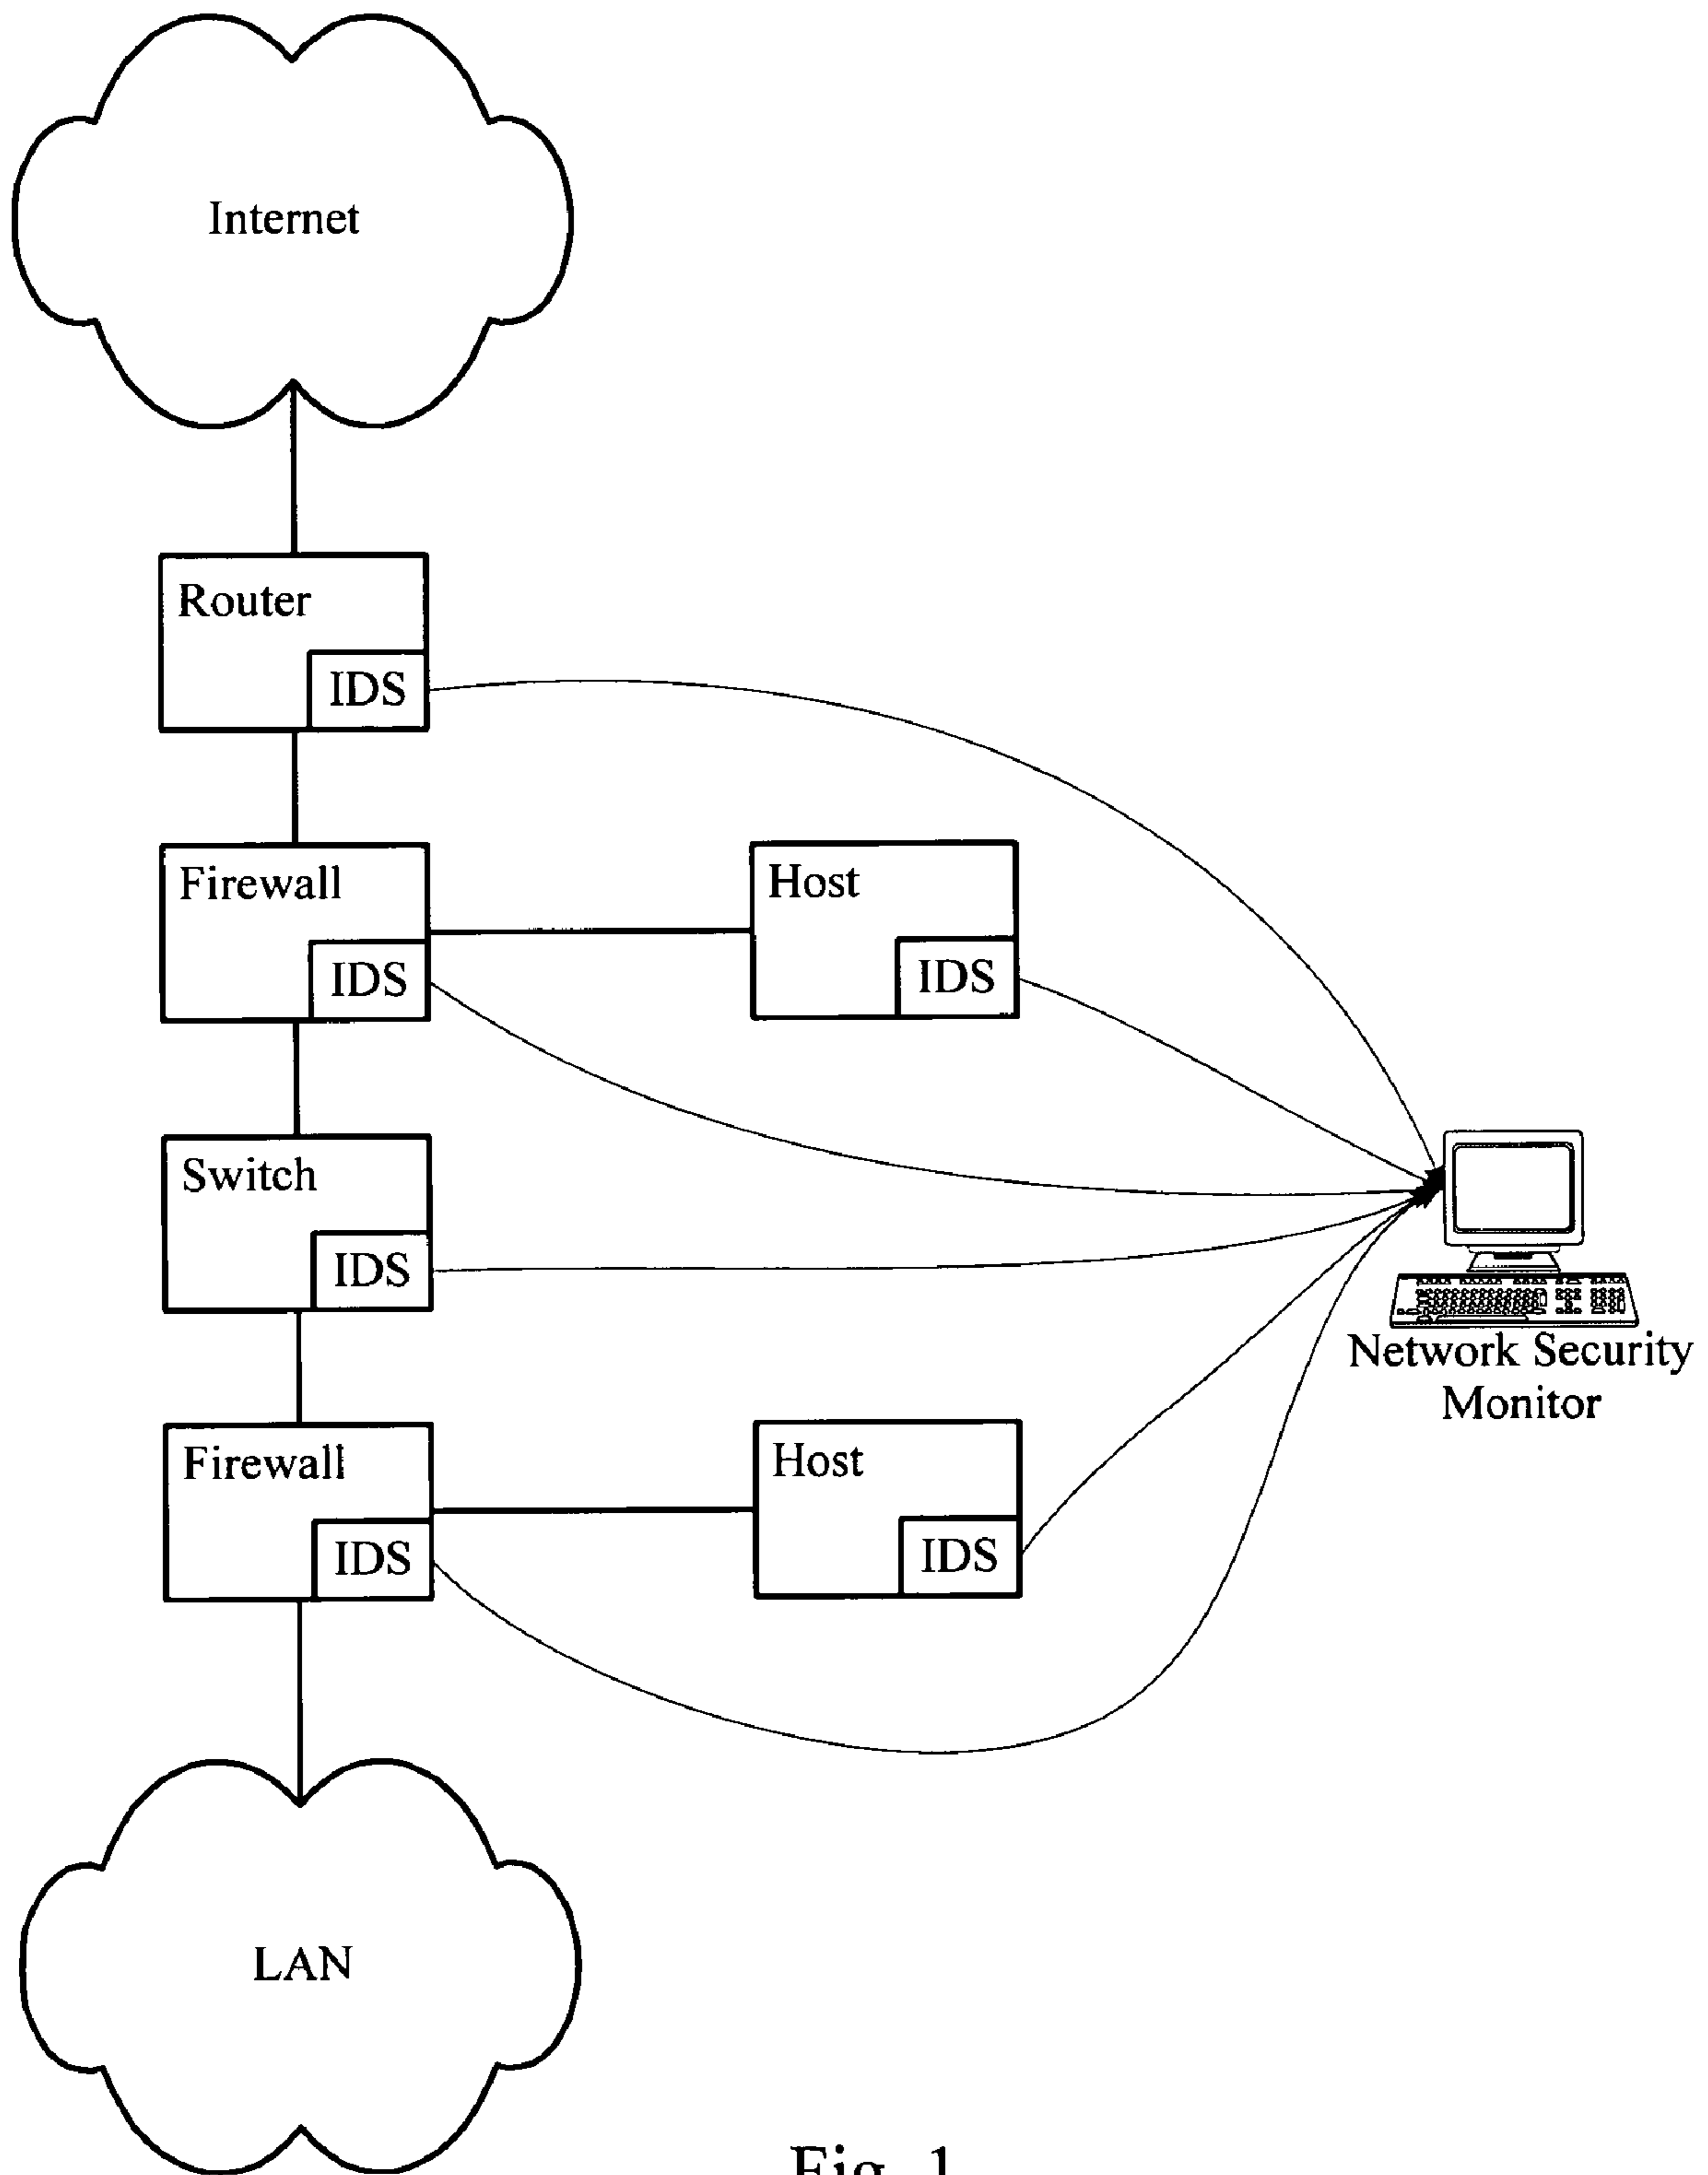 Internet
Router
IDS
Firewall
IDS
Host
IDS
Switch
IDS
Network Security
Monitor
Firewall
IDS
Host
IDS
LAN
Fig. 1